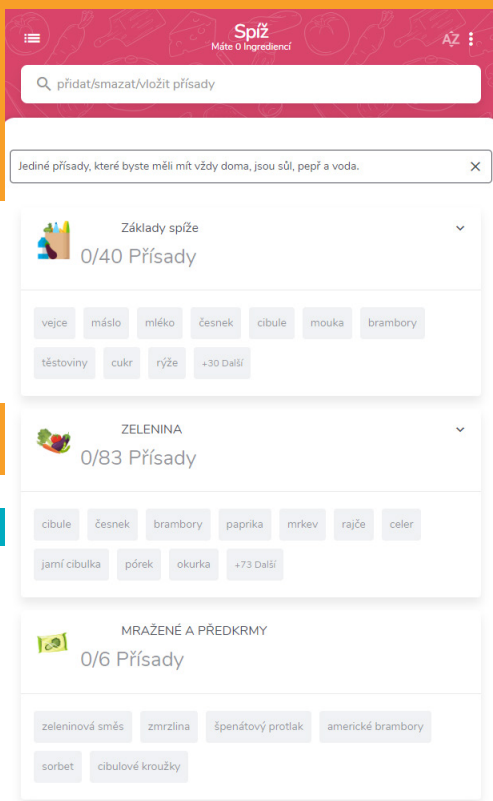 Spíž
Máte 0 Ingrediencí
AŽ
přidat/smazat/vložit přísady
Jediné přísady, které byste měli mít vždy doma, jsou sůl, pepř a voda.
Základy spíže
0/40 Přísady
vejce máslo mléko česnek cibule mouka brambory
těstoviny cukr rýže +30 Další
ZELENINA
0/83 Přísady
cibule česnek brambory paprika mrkev rajče celer
jarní cibulka pórek okurka +73 Další
MRAŽENÉ A PŘEDKRMY
0/6 Přísady
zeleninová směs zmrzlina špenátový protlak americké brambory
sorbet cibulové kroužky